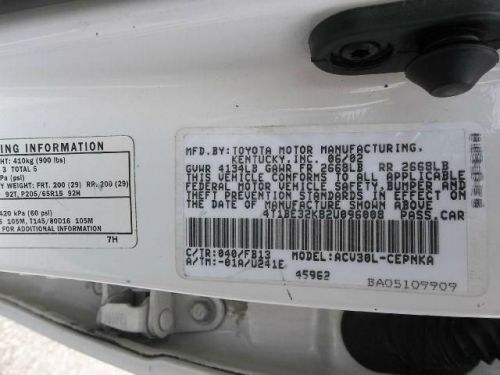 ING INFORMATION
HT: 410kg (900 lbs)
3 TOTAL 5
Pa (psi)
Y WEIGHT: FRT. 200 (29) RR. 200 (29)
92T, P205/65R15 92H
420 kPa (60 psi)
105M, T145/80D16 105M
FOR ADDITIONAL INFORMATION
7H
MFD.BY:TOYOTA MOTOR MANUFACTURING,
KENTUCKY,INC. 06/02
GVWR 4134LB GAWR FR 2668LB RR 2668LB
THIS VEHICLE CONFORMS TO ALL APPLICABLE
FEDERAL MOTOR VEHICLE SAFETY, BUMPER, AND
THEFT PREVENTION STANDARDS IN EFFECT ON
THE DATE OF MANUFACTURE SHOWN ABOVE.
4T1BE32K82U096008 PASS.CAR
C/TR:040/FB13 MODEL:ACV30L-CEPNKA
A/TM:-01A/U241E
45962
BA05109909